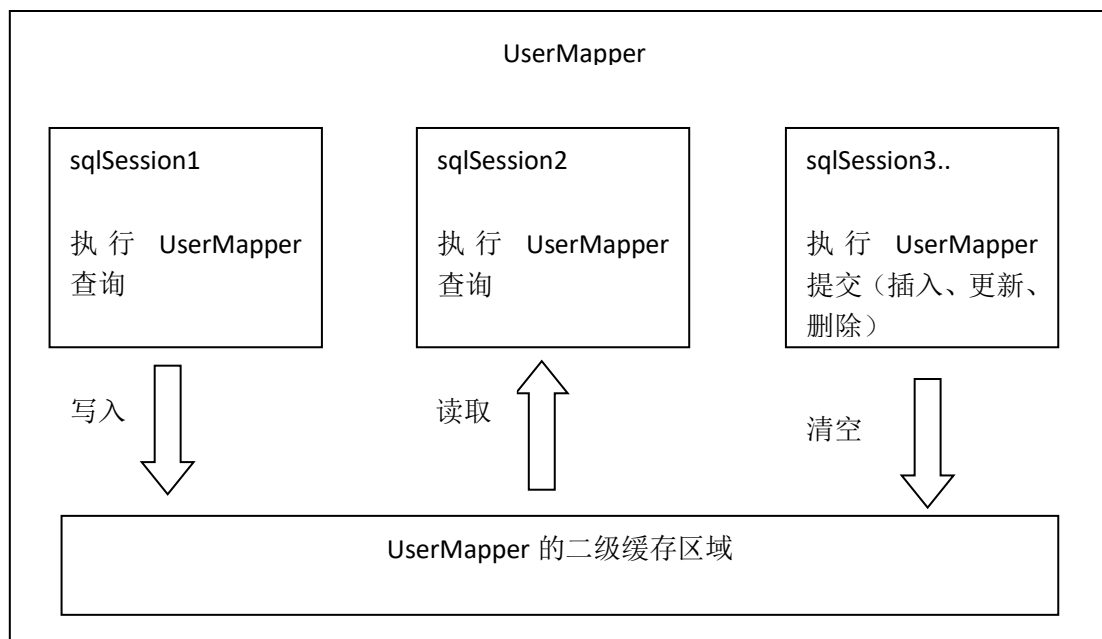 UserMapper
sqlSession1
执行 UserMapper
查询
sqlSession2
执行 UserMapper
查询
sqlSession3..
执行 UserMapper
提交（插入、更新、
删除）
写入
读取
清空
UserMapper 的二级缓存区域